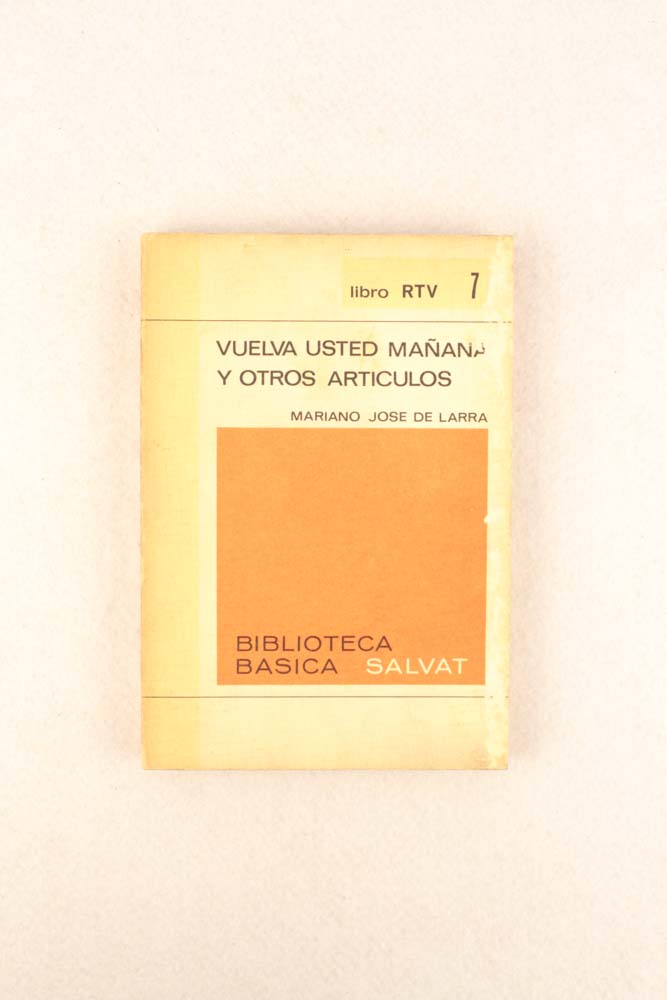 libro RTV 7
VUELVA USTED MAÑANA
Y OTROS ARTICULOS
MARIANO JOSE DE LARRA
BIBLIOTECA
BASICA SALVAT